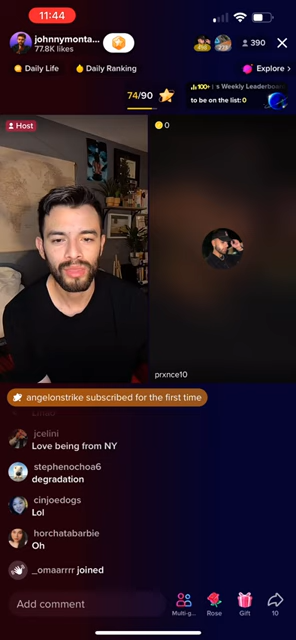 11:44
johnnymonta...
77.8K likes
390
Daily Life
Daily Ranking
Explore >
74/90
100+
s Weekly Leaderboar
to be on the list: 0
Host
0
prxnce10
angelonstrike subscribed for the first time
jcelini
Love being from NY
stephenochoa6
degradation
cinjoedogs
Lol
horchatabarbie
Oh
_omaarrrr joined
Add comment
Multi-g...
Rose
Gift
10